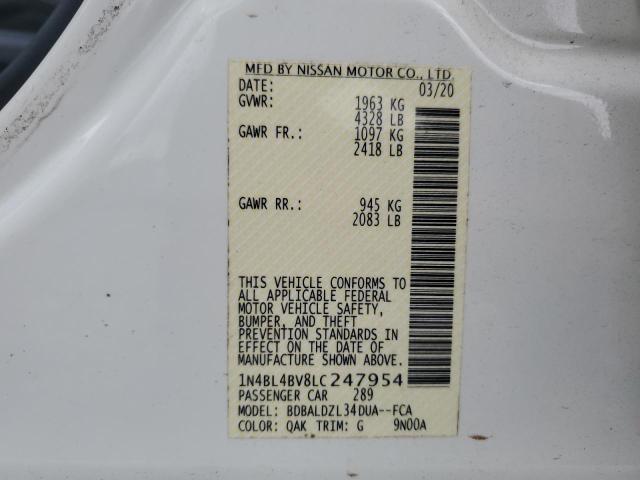 MFD BY NISSAN MOTOR CO., LTD.
DATE: 03/20
GVWR: 1963 KG
4328 LB
GAWR FR.: 1097 KG
2418 LB
GAWR RR.: 945 KG
2083 LB
THIS VEHICLE CONFORMS TO
ALL APPLICABLE FEDERAL
MOTOR VEHICLE SAFETY,
BUMPER, AND THEFT
PREVENTION STANDARDS IN
EFFECT ON THE DATE OF
MANUFACTURE SHOWN ABOVE.
1N4BL4BV8LC247954
PASSENGER CAR 289
MODEL: BDBALDZL34DUA--FCA
COLOR: QAK TRIM: G 9N00A